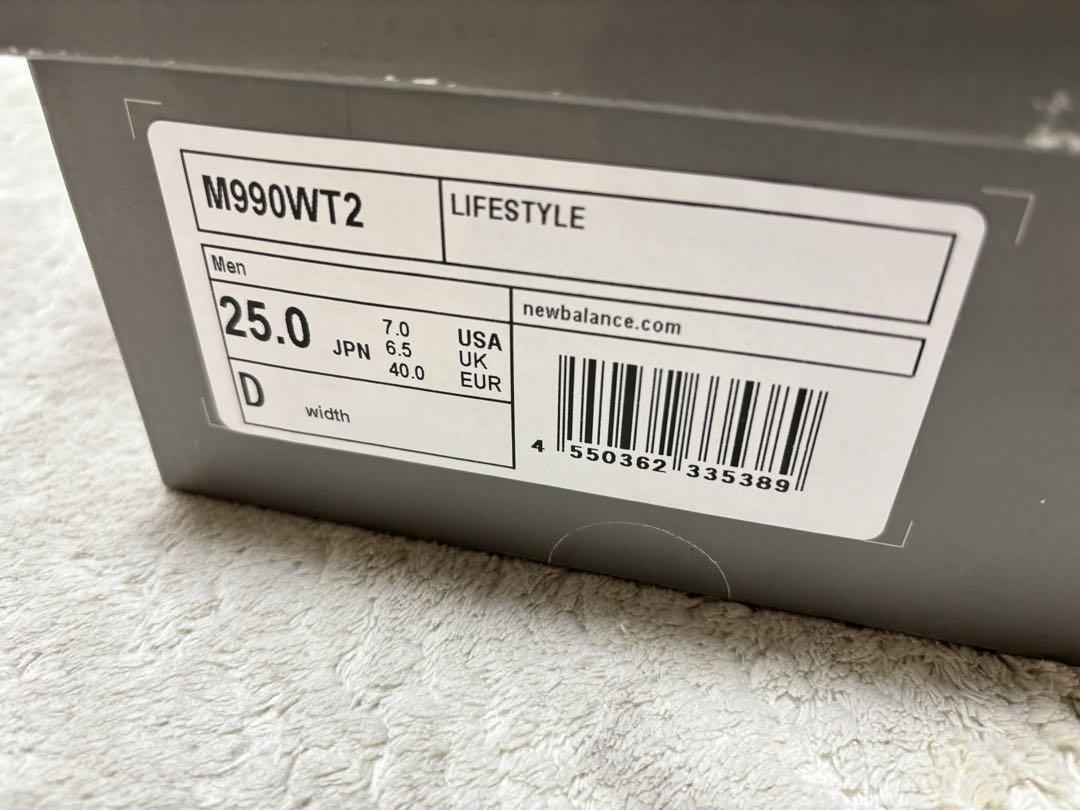 M990WT2
LIFESTYLE
Men
25.0 JPN
7.0 USA
6.5 UK
40.0 EUR
D width
newbalance.com
4 550362 335389